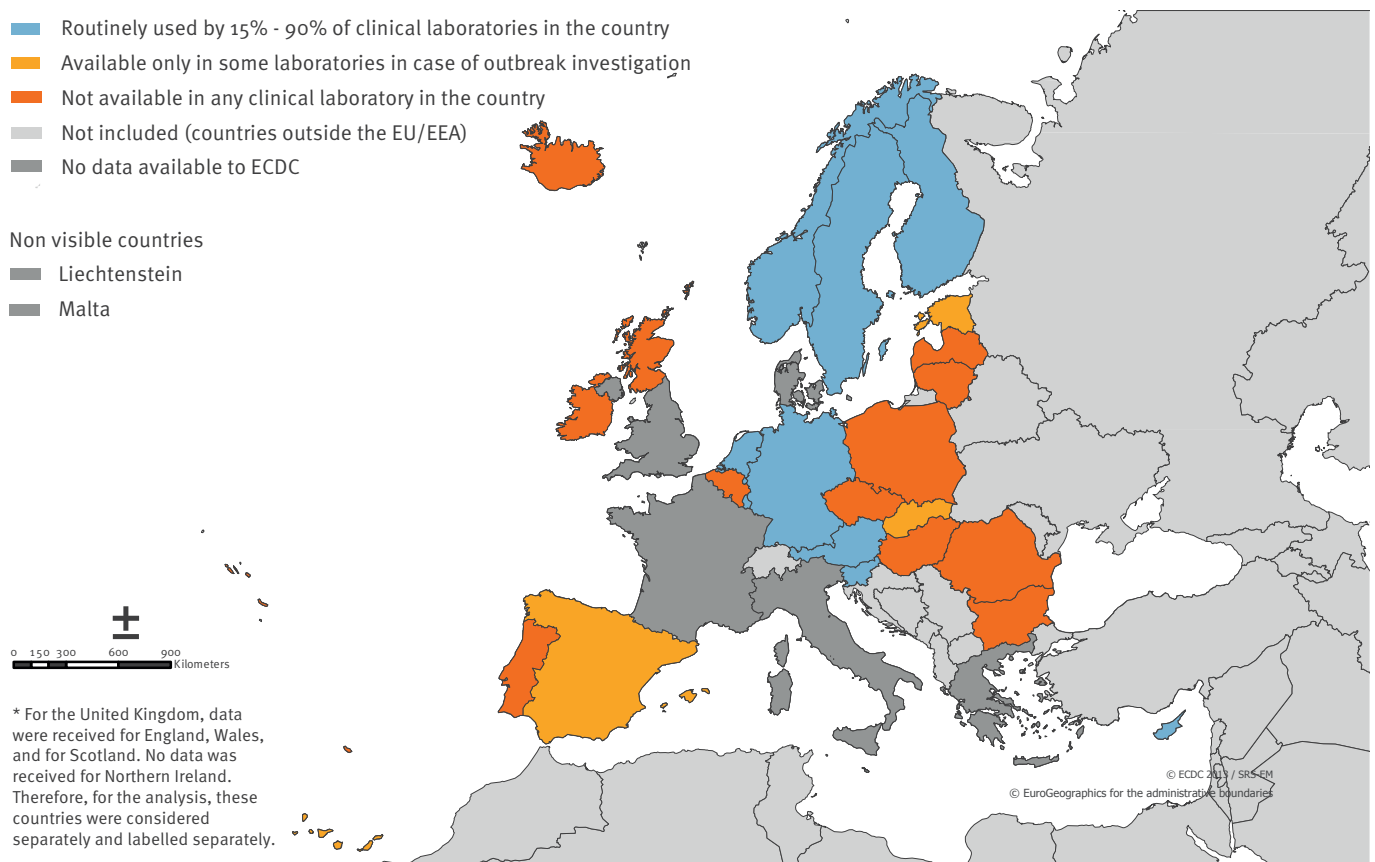 Routinely used by 15% - 90% of clinical laboratories in the country
Available only in some laboratories in case of outbreak investigation
Not available in any clinical laboratory in the country
Not included (countries outside the EU/EEA)
No data available to ECDC
Non visible countries
Liechtenstein
Malta
±
0 150 300 600 900
Kilometers
* For the United Kingdom, data
were received for England, Wales,
and for Scotland. No data was
received for Northern Ireland.
Therefore, for the analysis, these
countries were considered
separately and labelled separately.
© ECDC 2013 / SRS-EM
© EuroGeographics for the administrative boundaries